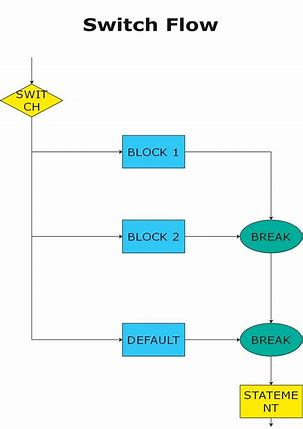 Switch Flow
SWIT
CH
BLOCK 1
BLOCK 2
BREAK
DEFAULT
BREAK
STATEME
NT